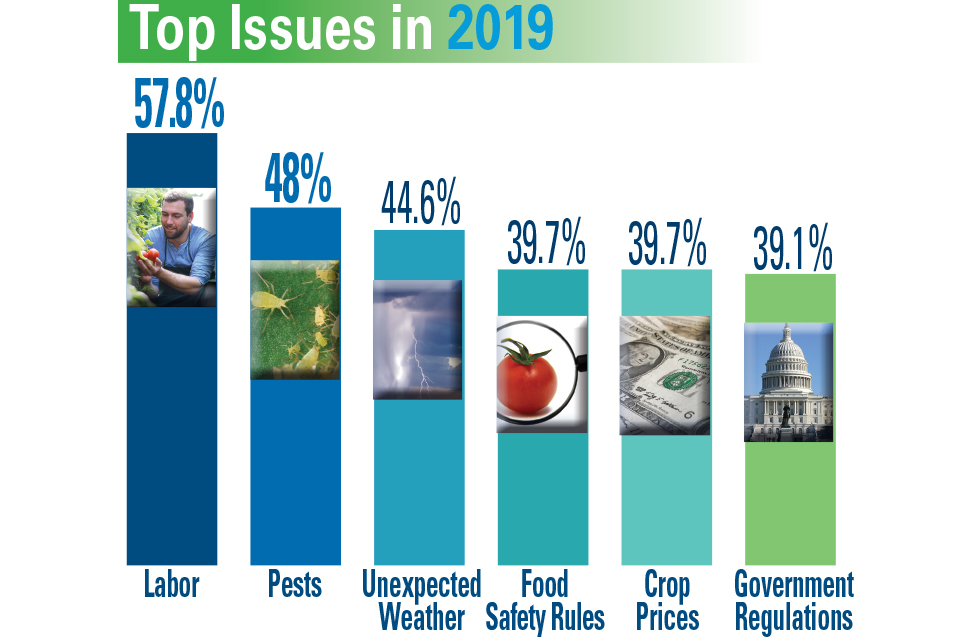 Top Issues in 2019
57.8%
48%
44.6%
39.7%
39.7%
39.1%
Labor
Pests
Unexpected
Weather
Food
Safety Rules
Crop
Prices
Government
Regulations